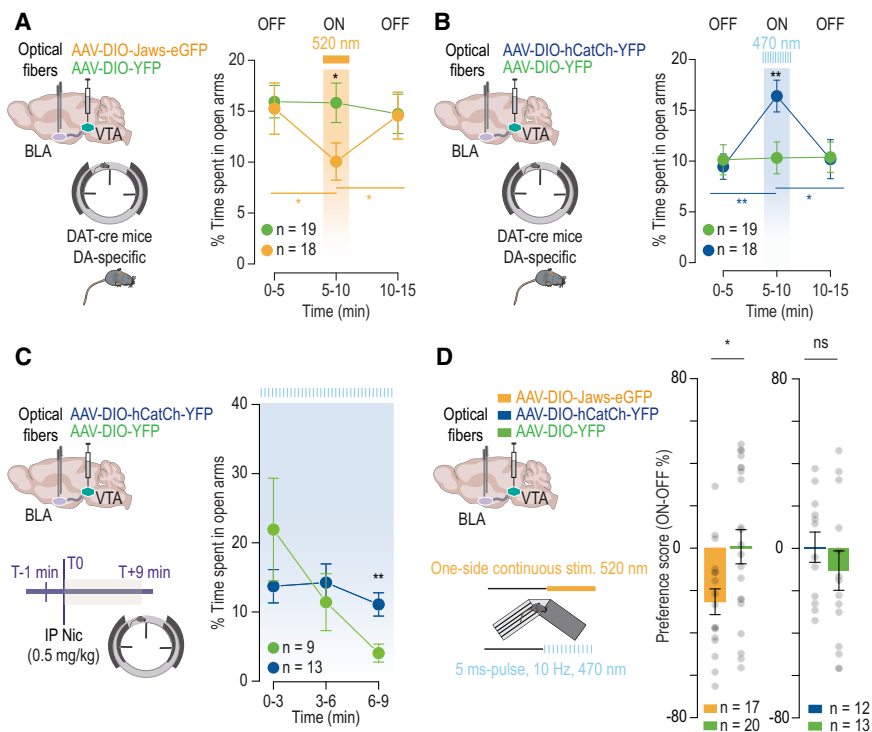 A
Optical fibers
AAV-DIO-Jaws-eGFP
AAV-DIO-YFP
BLA
VTA
DAT-cre mice
DA-specific
OFF ON OFF
520 nm
*
% Time spent in open arms
20
15
10
5
0
* *
n = 19
n = 18
0-5 5-10 10-15
Time (min)
B
Optical fibers
AAV-DIO-hCatCh-YFP
AAV-DIO-YFP
BLA
VTA
DAT-cre mice
DA-specific
OFF ON OFF
470 nm
**
% Time spent in open arms
20
15
10
5
0
** *
n = 19
n = 18
0-5 5-10 10-15
Time (min)
C
Optical fibers
AAV-DIO-hCatCh-YFP
AAV-DIO-YFP
BLA
VTA
T-1 min
T0
T+9 min
IP Nic
(0.5 mg/kg)
% Time spent in open arms
40
30
20
10
0
**
n = 9
n = 13
0-3 3-6 6-9
Time (min)
D
Optical fibers
AAV-DIO-Jaws-eGFP
AAV-DIO-hCatCh-YFP
AAV-DIO-YFP
BLA
VTA
One-side continuous stim. 520 nm
5 ms-pulse, 10 Hz, 470 nm
Preference score (ON-OFF %)
*
80
0
-80
n = 17
n = 20
ns
80
0
-80
n = 12
n = 13